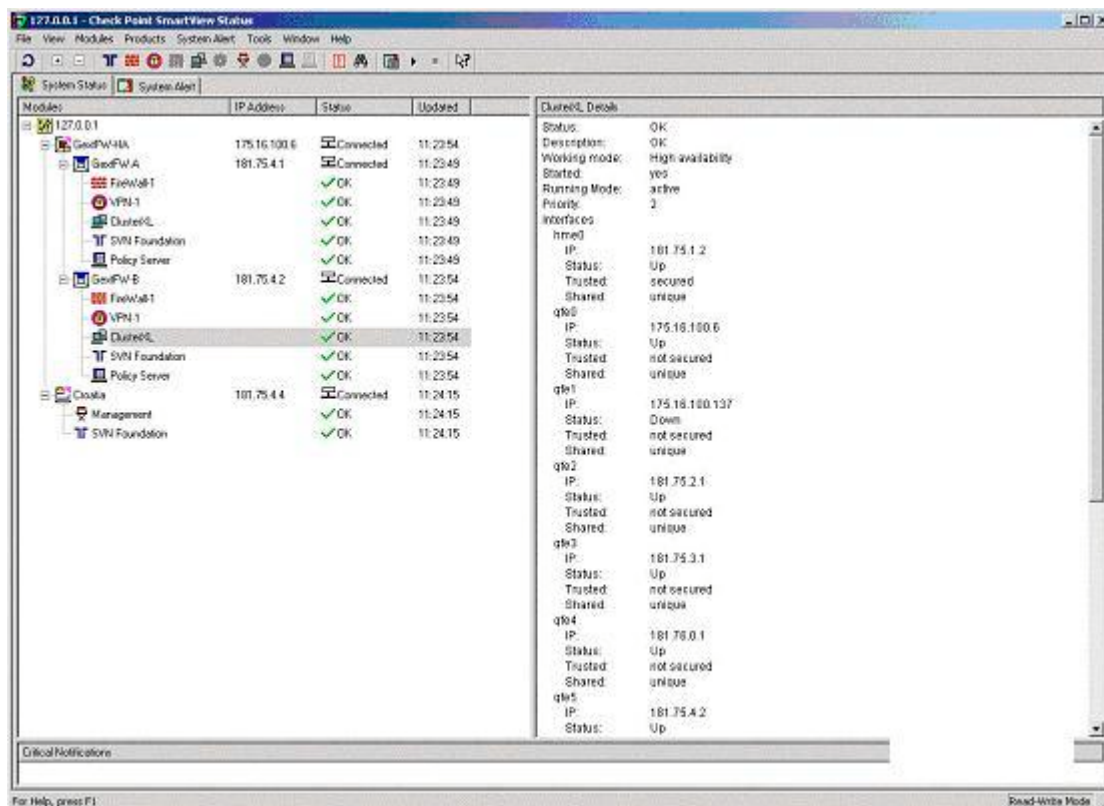 127.0.0.1 - Check Point SmartView Status
File View Modules Products System Alert Tools Window Help
System Status System Alert
Modules IP Address Status Updated
127.0.0.1
175.16.100.6 Connected 11:23:54
181.75.4.1 Connected 11:23:49
FireWall-1 OK 11:23:49
VPN-1 OK 11:23:49
ClusterXL OK 11:23:49
SVN Foundation OK 11:23:49
Policy Server OK 11:23:49
181.75.4.2 Connected 11:23:54
FireWall-1 OK 11:23:54
VPN-1 OK 11:23:54
ClusterXL OK 11:23:54
SVN Foundation OK 11:23:54
Policy Server OK 11:23:54
Croatia 181.75.4.4 Connected 11:24:15
Management OK 11:24:15
SVN Foundation OK 11:24:15
ClusterXL Details
Status: OK
Description: OK
Working mode: High availability
Started: yes
Running Mode: active
Priority: 2
Interfaces
hme0
IP: 181.75.1.2
Status: Up
Trusted: secured
Shared: unique
qfe0
IP: 175.16.100.6
Status: Up
Trusted: not secured
Shared: unique
qfe1
IP: 175.16.100.137
Status: Down
Trusted: not secured
Shared: unique
qfe2
IP: 181.75.2.1
Status: Up
Trusted: not secured
Shared: unique
qfe3
IP: 181.75.3.1
Status: Up
Trusted: not secured
Shared: unique
qfe4
IP: 181.76.0.1
Status: Up
Trusted: not secured
Shared: unique
qfe5
IP: 181.75.4.2
Status: Up
Critical Notifications
For Help, press F1
Read-Write Mode